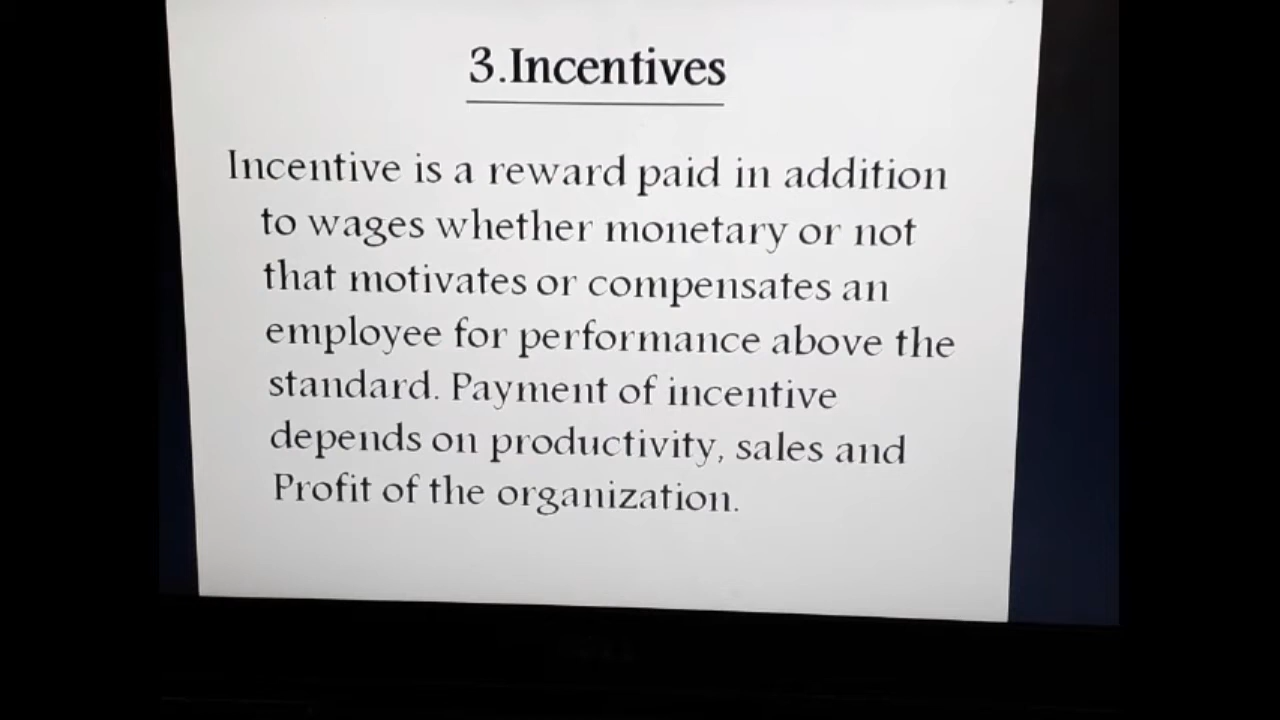 3.Incentives
Incentive is a reward paid in addition
to wages whether monetary or not
that motivates or compensates an
employee for performance above the
standard. Payment of incentive
depends on productivity, sales and
Profit of the organization.